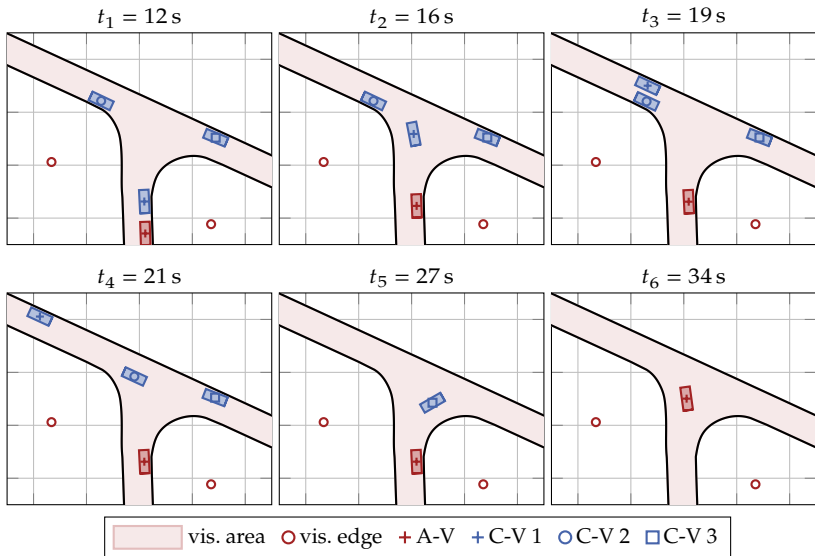 t₁ = 12 s
t₂ = 16 s
t₃ = 19 s
t₄ = 21 s
t₅ = 27 s
t₆ = 34 s
vis. area vis. edge A-V C-V 1 C-V 2 C-V 3